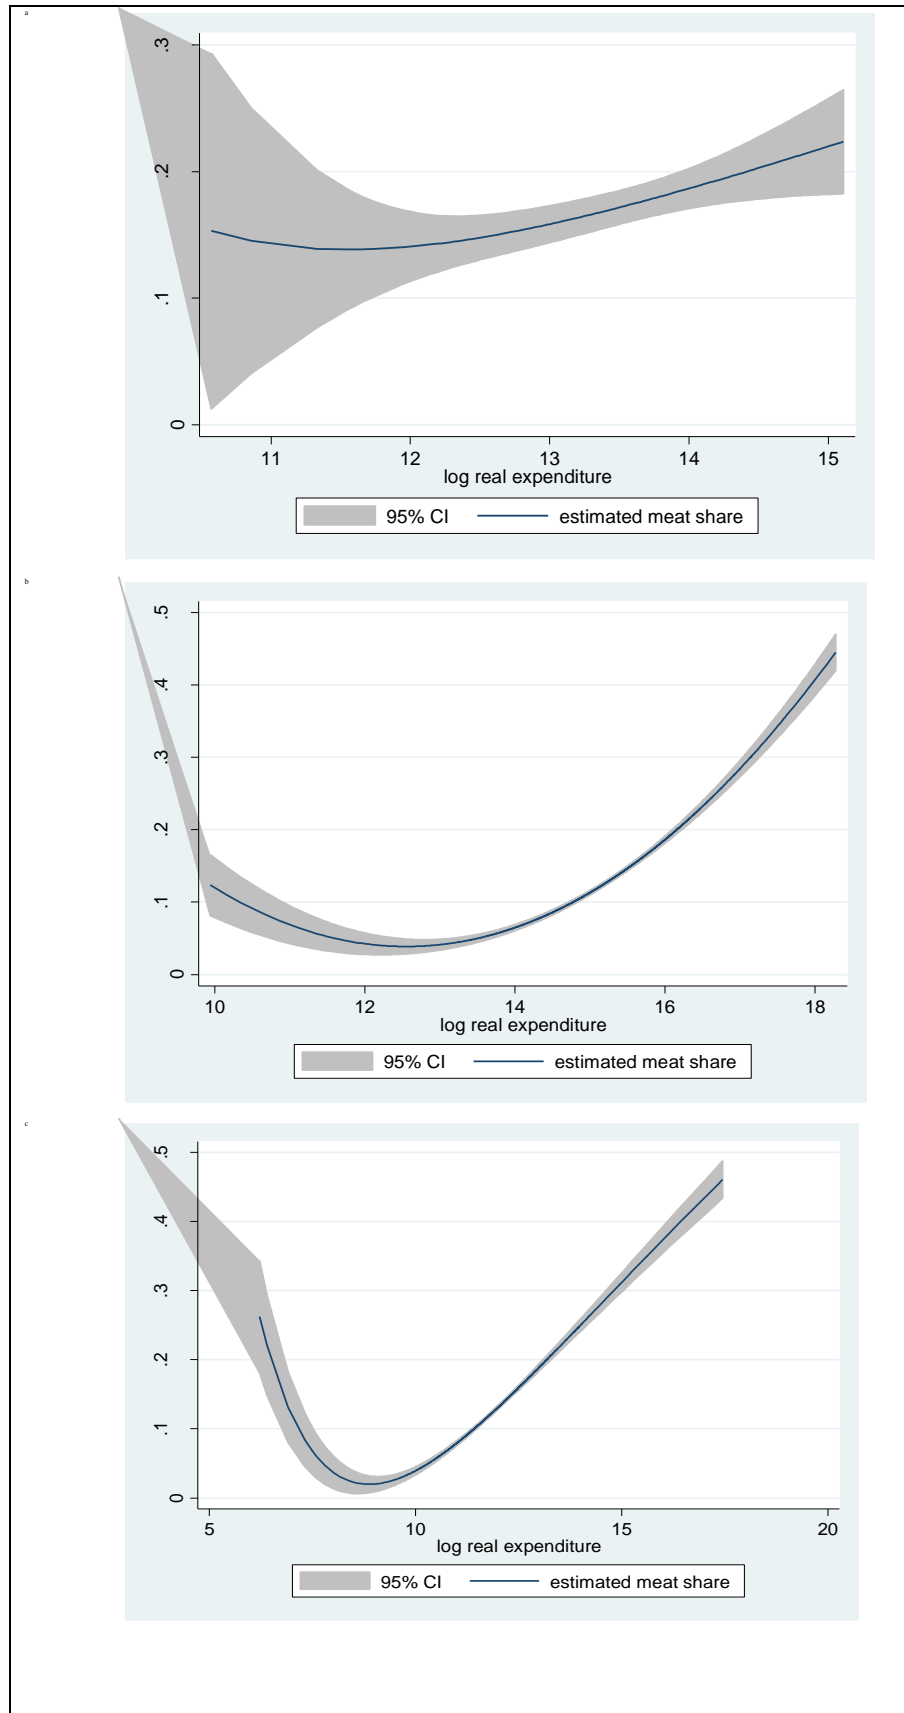 a
.3
.2
.1
0
11 12 13 14 15
log real expenditure
95% CI estimated meat share
b
.5
.4
.3
.2
.1
0
10 12 14 16 18
log real expenditure
95% CI estimated meat share
c
.5
.4
.3
.2
.1
0
5 10 15 20
log real expenditure
95% CI estimated meat share